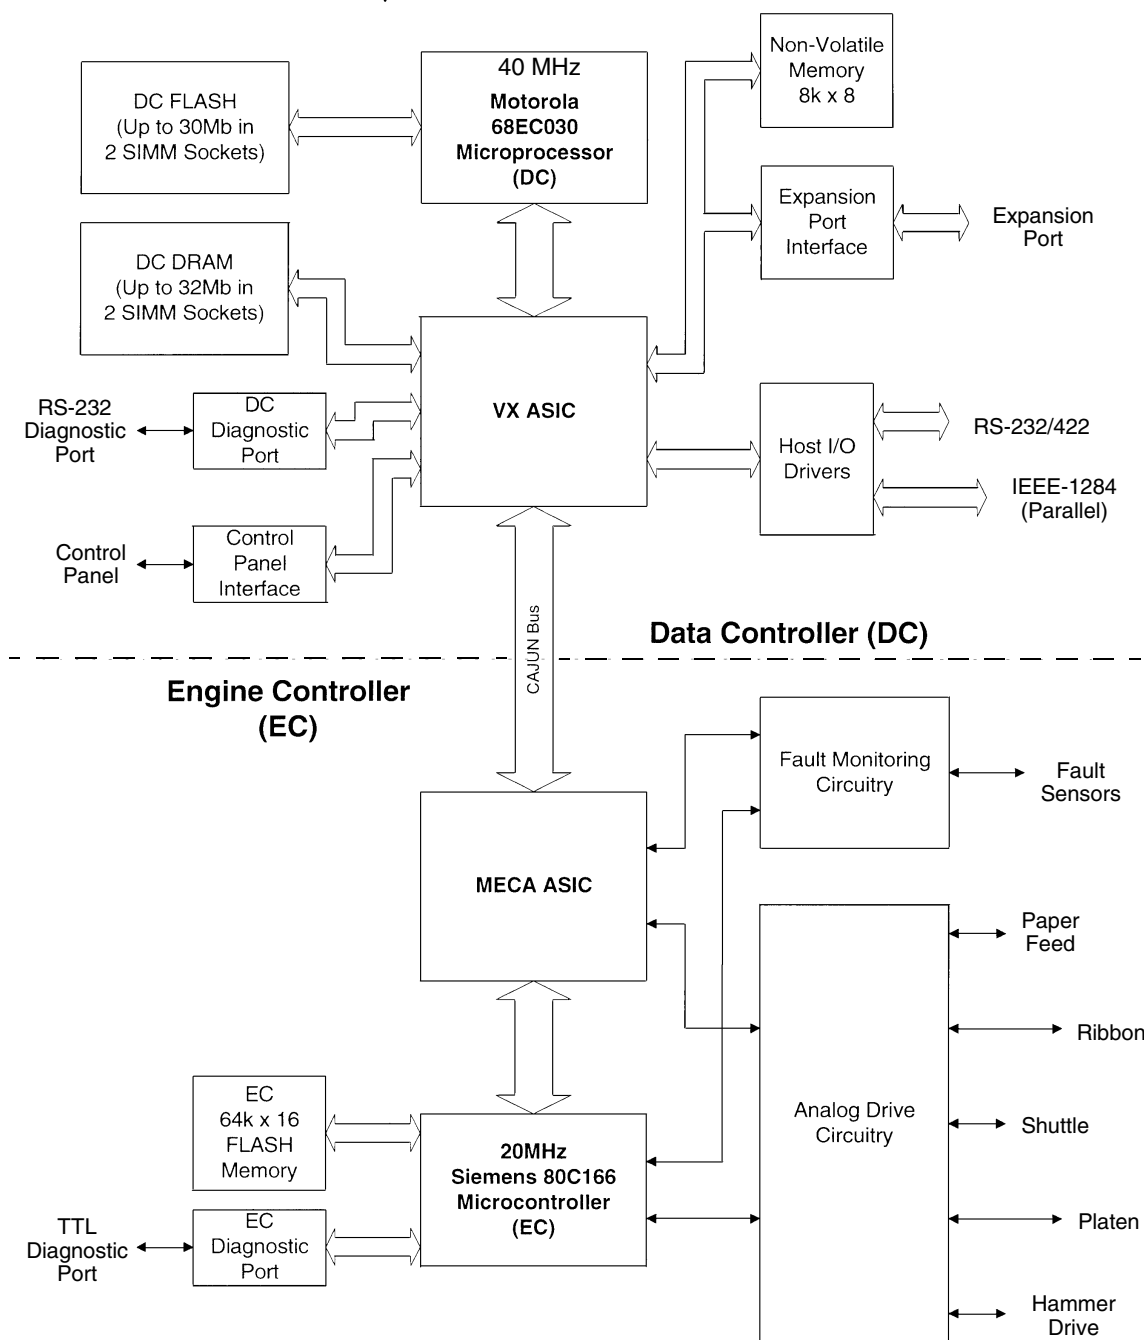 DC FLASH
(Up to 30Mb in
2 SIMM Sockets)
40 MHz
Motorola
68EC030
Microprocessor
(DC)
Non-Volatile
Memory
8k x 8
DC DRAM
(Up to 32Mb in
2 SIMM Sockets)
Expansion
Port
Interface
Expansion
Port
RS-232
Diagnostic
Port
DC
Diagnostic
Port
VX ASIC
Host I/O
Drivers
RS-232/422
IEEE-1284
(Parallel)
Control
Panel
Control
Panel
Interface
CAJUN Bus
Data Controller (DC)
Engine Controller
(EC)
Fault Monitoring
Circuitry
Fault
Sensors
MECA ASIC
Paper
Feed
Ribbon
Analog Drive
Circuitry
Shuttle
Platen
Hammer
Drive
EC
64k x 16
FLASH
Memory
20MHz
Siemens 80C166
Microcontroller
(EC)
TTL
Diagnostic
Port
EC
Diagnostic
Port